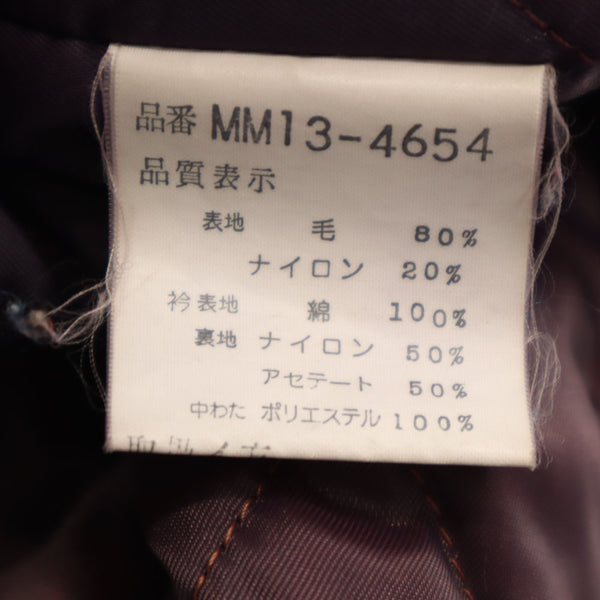 品番 MM13-4654
品質表示
表地 毛 80%
ナイロン 20%
衿表地 綿 100%
裏地 ナイロン 50%
アセテート 50%
中わた ポリエステル 100%